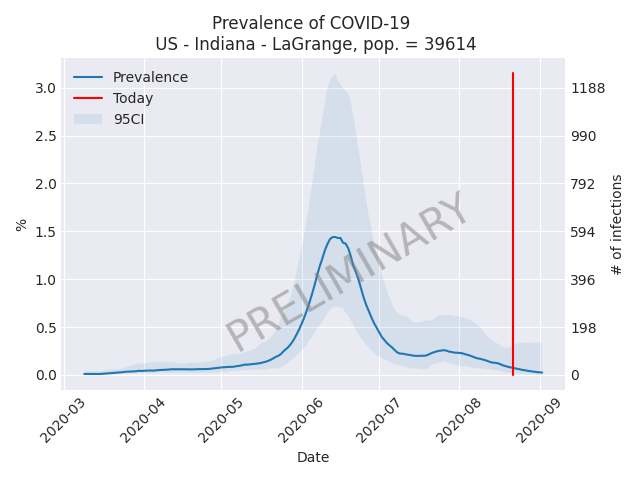 Prevalence of COVID-19
US - Indiana - LaGrange, pop. = 39614
Prevalence
Today
95CI
3.0
2.5
2.0
1.5
1.0
0.5
0.0
%
1188
990
792
594
396
198
0
# of infections
PRELIMINARY
2020-03
2020-04
2020-05
2020-06
2020-07
2020-08
2020-09
Date